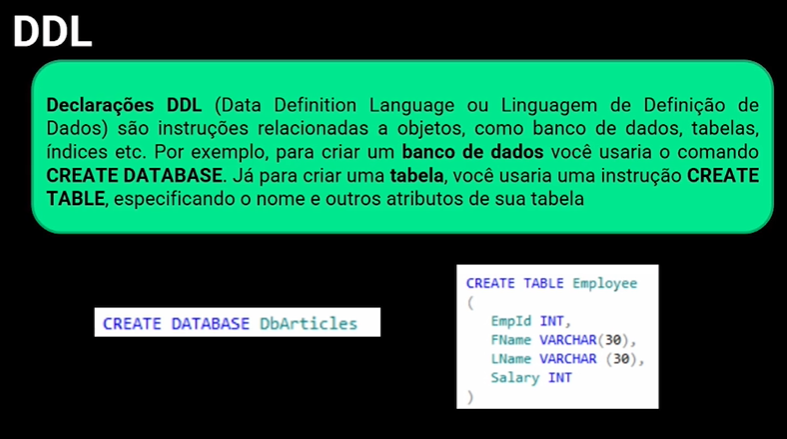 DDL
Declarações DDL (Data Definition Language ou Linguagem de Definição de
Dados) são instruções relacionadas a objetos, como banco de dados, tabelas,
índices etc. Por exemplo, para criar um banco de dados você usaria o comando
CREATE DATABASE. Já para criar uma tabela, você usaria uma instrução CREATE
TABLE, especificando o nome e outros atributos de sua tabela
CREATE DATABASE DbArticles
CREATE TABLE Employee
(
EmpId INT,
FName VARCHAR(30),
LName VARCHAR (30),
Salary INT
)